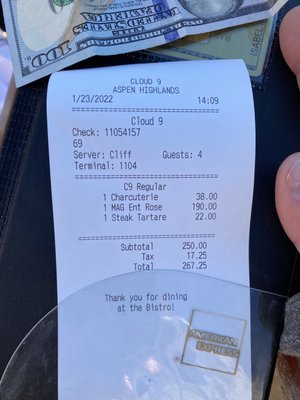 100
CLOUD 9
ASPEN HIGHLANDS
1/23/2022 14:09
Cloud 9
Check: 11054157
69
Server: Cliff Guests: 4
Terminal: 1104
C9 Regular
1 Charcuterie 38.00
1 MAG Ent Rose 190.00
1 Steak Tartare 22.00
Subtotal 250.00
Tax 17.25
Total 267.25
Thank you for dining
at the Bistro!
AMERICAN
EXPRESS